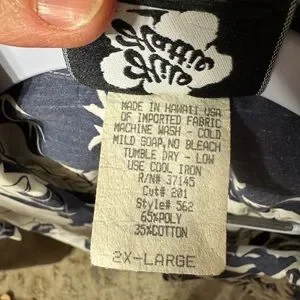 MADE IN HAWAII USA
OF IMPORTED FABRIC
MACHINE WASH - COLD
MILD SOAP, NO BLEACH
TUMBLE DRY - LOW
USE COOL IRON
R/N# 37145
Cut# 201
Style# 562
65%POLY
35%COTTON
2X-LARGE